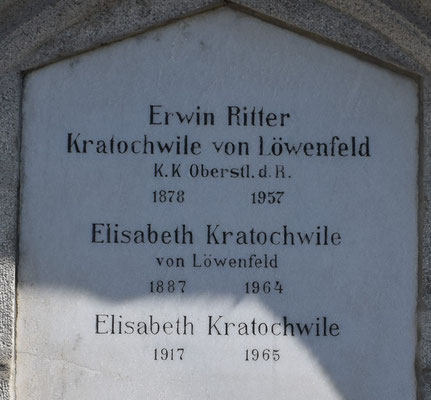 Erwin Ritter
Kratochwile von Löwenfeld
K.K Oberstl.d.R.
1878 1957
Elisabeth Kratochwile
von Löwenfeld
1887 1964
Elisabeth Kratochwile
1917 1965